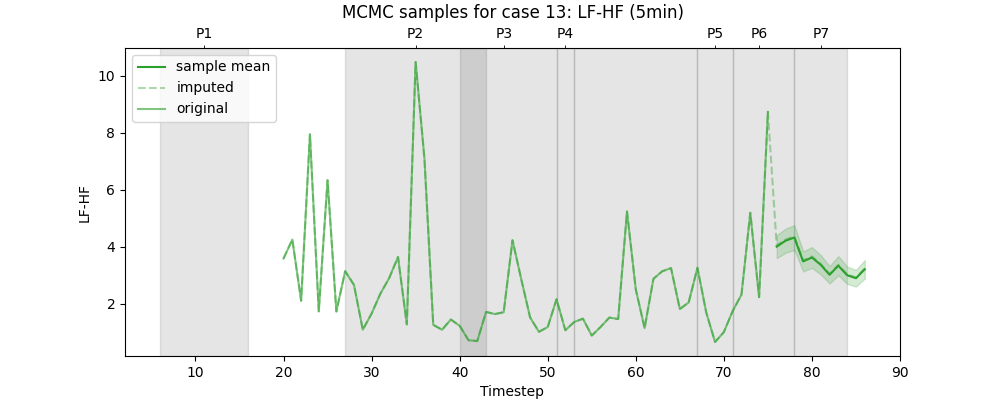 MCMC samples for case 13: LF-HF (5min)
P1 P2 P3 P4 P5 P6 P7
sample mean
imputed
original
10
8
6
4
2
LF-HF
10 20 30 40 50 60 70 80 90
Timestep